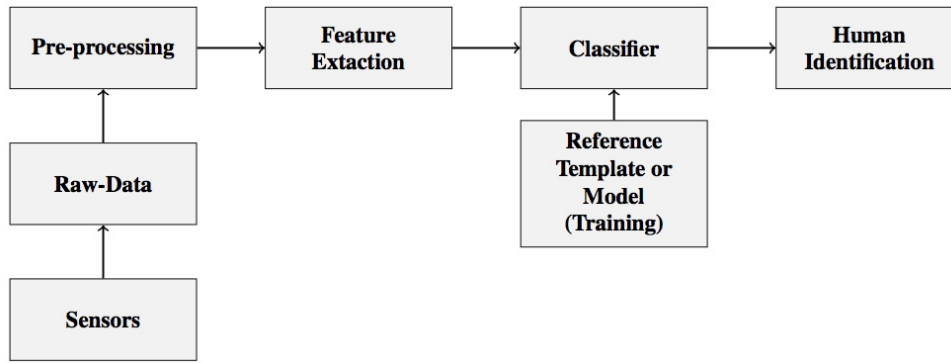 Pre-processing
Feature
Extaction
Classifier
Human
Identification
Raw-Data
Reference
Template or
Model
(Training)
Sensors